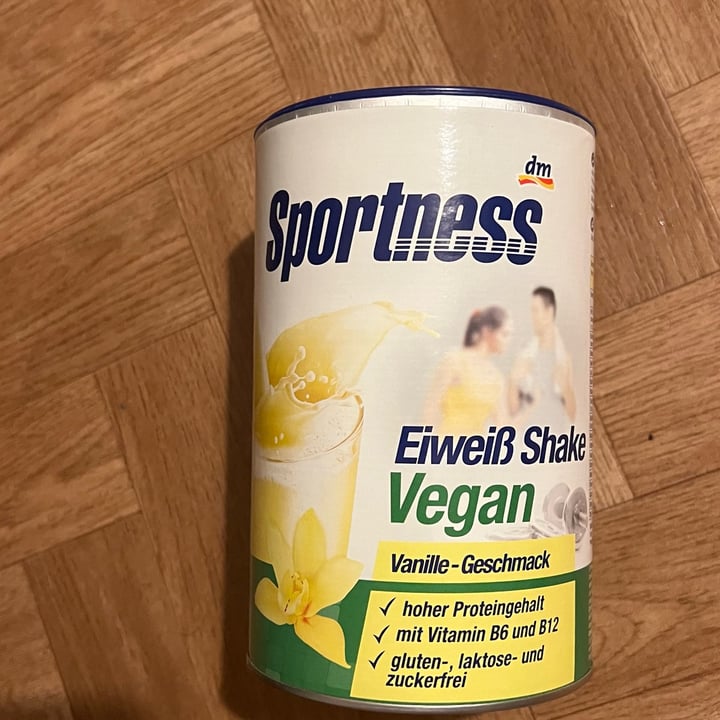 dm
Sportness
Eiweiß Shake
Vegan
Vanille-Geschmack
✓ hoher Proteingehalt
✓ mit Vitamin B6 und B12
✓ gluten-, laktose- und
zuckerfrei